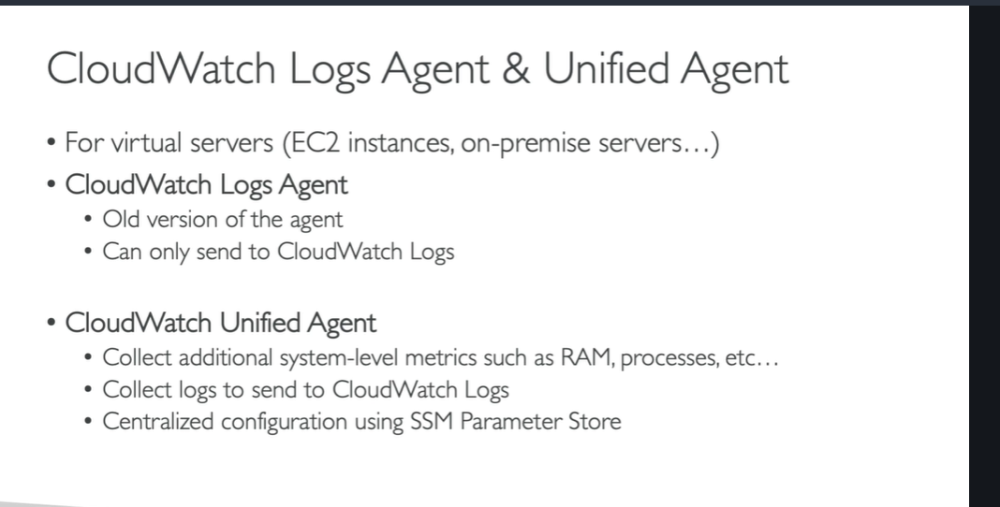 CloudWatch Logs Agent & Unified Agent
• For virtual servers (EC2 instances, on-premise servers…)
• CloudWatch Logs Agent
• Old version of the agent
• Can only send to CloudWatch Logs
• CloudWatch Unified Agent
• Collect additional system-level metrics such as RAM, processes, etc…
• Collect logs to send to CloudWatch Logs
• Centralized configuration using SSM Parameter Store